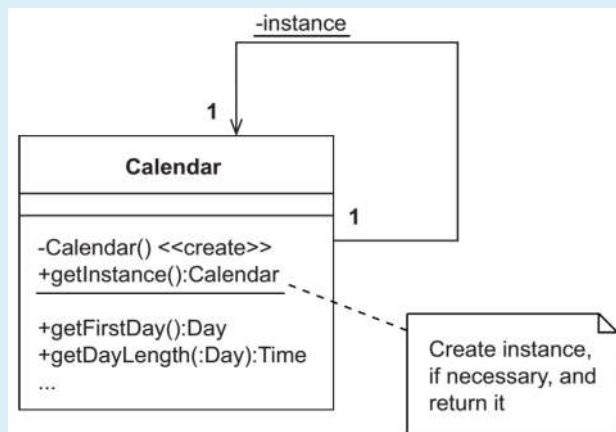 -instance
1
Calendar
1
-Calendar() <<create>>
+getInstance():Calendar
+getFirstDay():Day
+getDayLength(:Day):Time
...
Create instance,
if necessary, and
return it